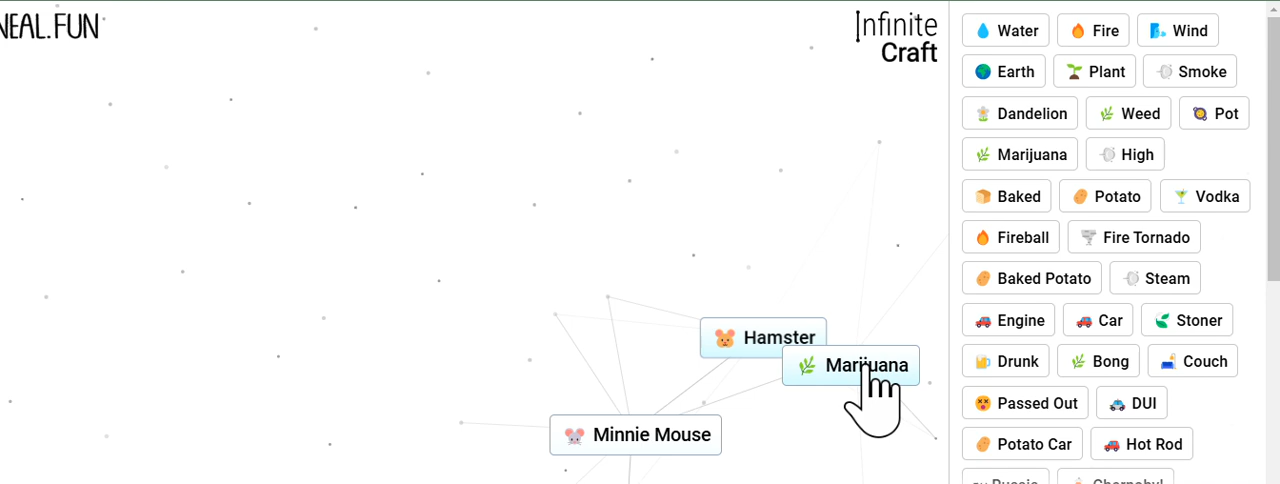 NEAL.FUN
Infinite
Craft
Water Fire Wind
Earth Plant Smoke
Dandelion Weed Pot
Marijuana High
Baked Potato Vodka
Fireball Fire Tornado
Baked Potato Steam
Engine Car Stoner
Drunk Bong Couch
Passed Out DUI
Potato Car Hot Rod
Russia Chernobyl
Hamster
Marijuana
Minnie Mouse